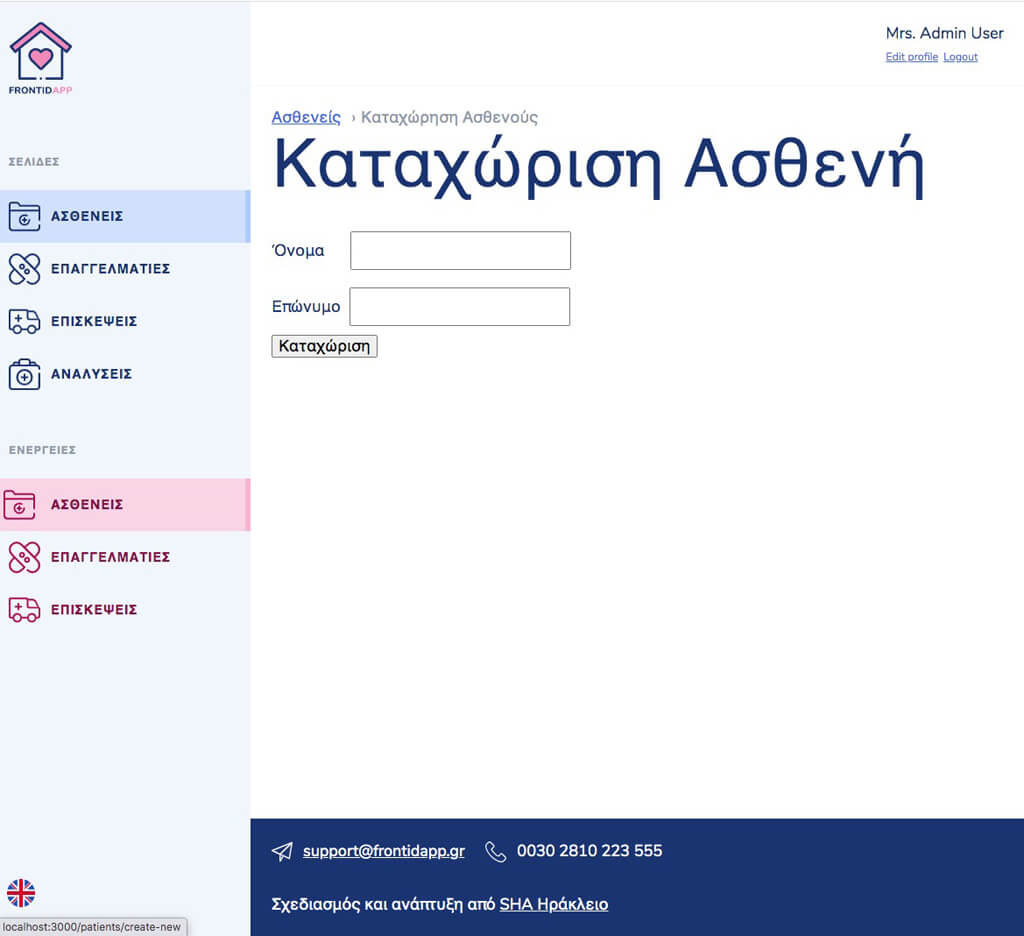 FRONTIDAPP
Mrs. Admin User
Edit profile Logout
ΣΕΛΙΔΕΣ
ΑΣΘΕΝΕΙΣ
ΕΠΑΓΓΕΛΜΑΤΙΕΣ
ΕΠΙΣΚΕΨΕΙΣ
ΑΝΑΛΥΣΕΙΣ
ΕΝΕΡΓΕΙΕΣ
ΑΣΘΕΝΕΙΣ
ΕΠΑΓΓΕΛΜΑΤΙΕΣ
ΕΠΙΣΚΕΨΕΙΣ
Ασθενείς › Καταχώρηση Ασθενούς
Καταχώριση Ασθενή
Όνομα
Επώνυμο
Καταχώριση
support@frontidapp.gr 0030 2810 223 555
Σχεδιασμός και ανάπτυξη από SHA Ηράκλειο
localhost:3000/patients/create-new